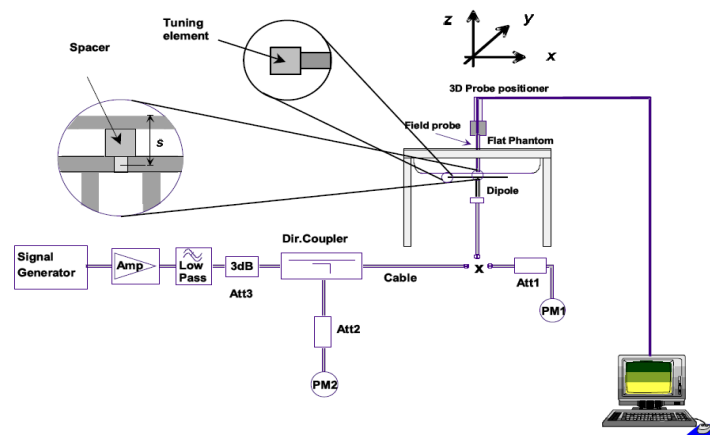 Tuning
element
z
y
x
Spacer
s
3D Probe positioner
Field probe
Flat Phantom
Dipole
Signal
Generator
Amp
Low
Pass
3dB
Att3
Dir.Coupler
Cable
x
Att1
PM1
Att2
PM2